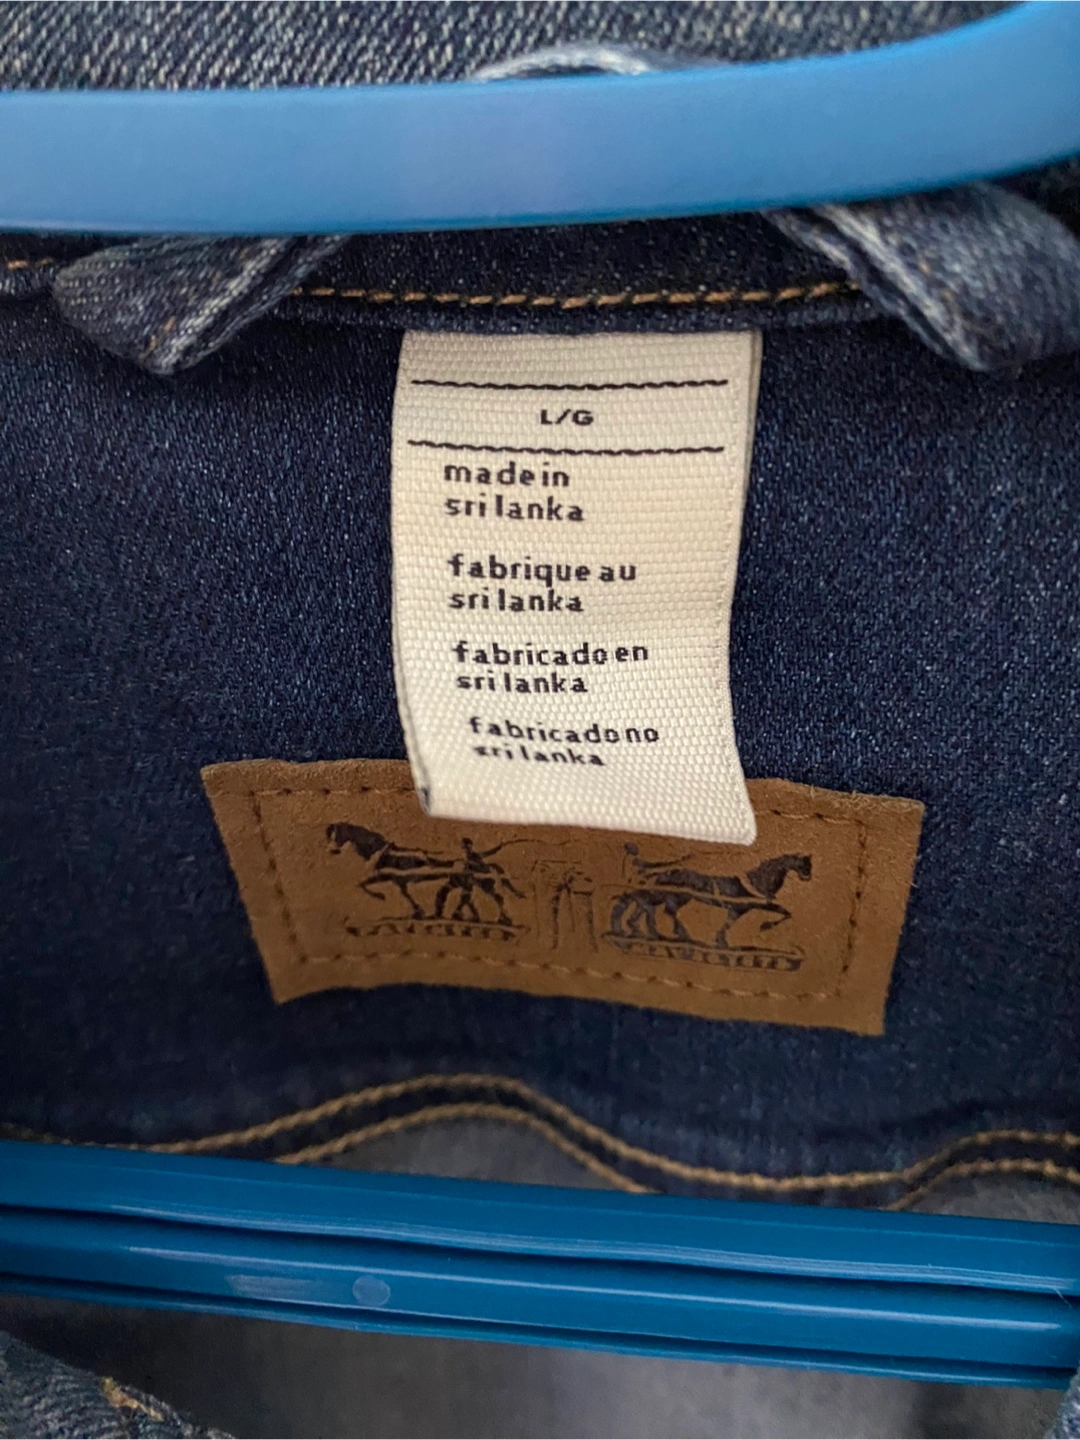 L/G
made in
sri lanka
fabrique au
sri lanka
fabricado en
sri lanka
fabricado no
sri lanka